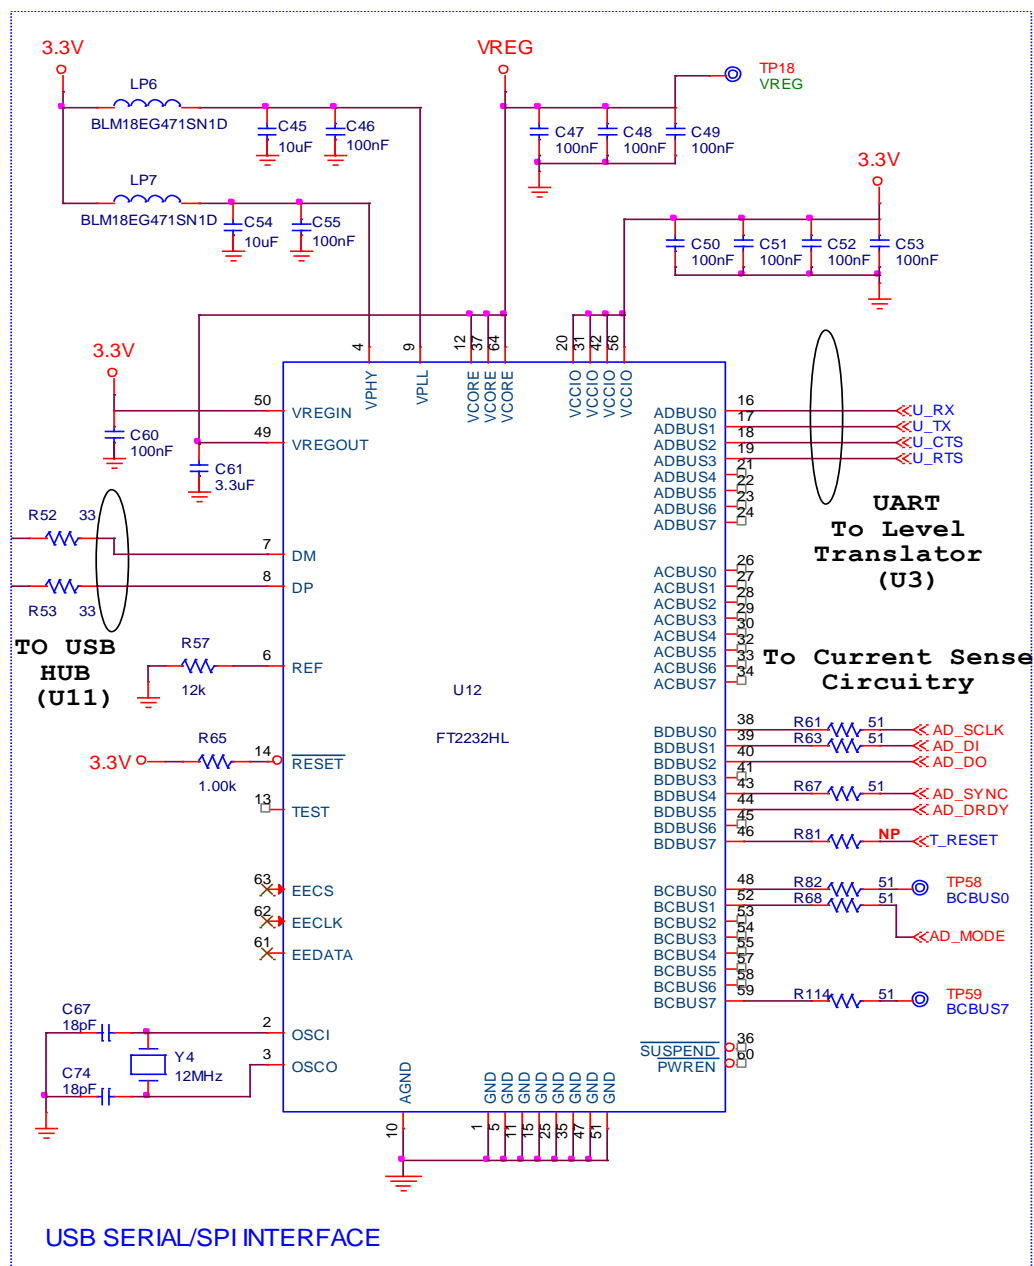 3.3V
VREG
TP18
VREG
LP6
BLM18EG471SN1D
C45
10uF
C46
100nF
C47
100nF
C48
100nF
C49
100nF
LP7
BLM18EG471SN1D
C54
10uF
C55
100nF
3.3V
C50
100nF
C51
100nF
C52
100nF
C53
100nF
3.3V
C60
100nF
C61
3.3uF
4
9
12
37
64
20
31
42
56
VPHY
VPLL
VCORE
VCORE
VCORE
VCCIO
VCCIO
VCCIO
VCCIO
50
VREGIN
49
VREGOUT
R52 33
7
DM
8
DP
R53 33
TO USB
HUB
(U11)
R57
12k
6
REF
U12
FT2232HL
3.3V
R65
1.00k
14
RESET
13
TEST
63
EECS
62
EECLK
61
EEDATA
C67
18pF
2
OSCI
Y4
12MHz
C74
18pF
3
OSCO
ADBUS0 16 U_RX
ADBUS1 17 U_TX
ADBUS2 18 U_CTS
ADBUS3 19 U_RTS
ADBUS4 21
ADBUS5 22
ADBUS6 23
ADBUS7 24
UART
To Level
Translator
(U3)
ACBUS0 26
ACBUS1 27
ACBUS2 28
ACBUS3 29
ACBUS4 30
ACBUS5 32
ACBUS6 33
ACBUS7 34
To Current Sense
Circuitry
BDBUS0 38 R61 51 AD_SCLK
BDBUS1 39 R63 51 AD_DI
BDBUS2 40 AD_DO
BDBUS3 41
BDBUS4 43 R67 51 AD_SYNC
BDBUS5 44 AD_DRDY
BDBUS6 45
BDBUS7 46 R81 NP T_RESET
BCBUS0 48 R82 51 TP58
BCBUS0
BCBUS1 52 R68 51 AD_MODE
BCBUS2 53
BCBUS3 54
BCBUS4 55
BCBUS5 57
BCBUS6 58
BCBUS7 59 R114 51 TP59
BCBUS7
SUSPEND 36
PWREN 60
AGND
GND
GND
GND
GND
GND
GND
GND
GND
10
1
5
11
15
25
35
47
51
USB SERIAL/SPI INTERFACE